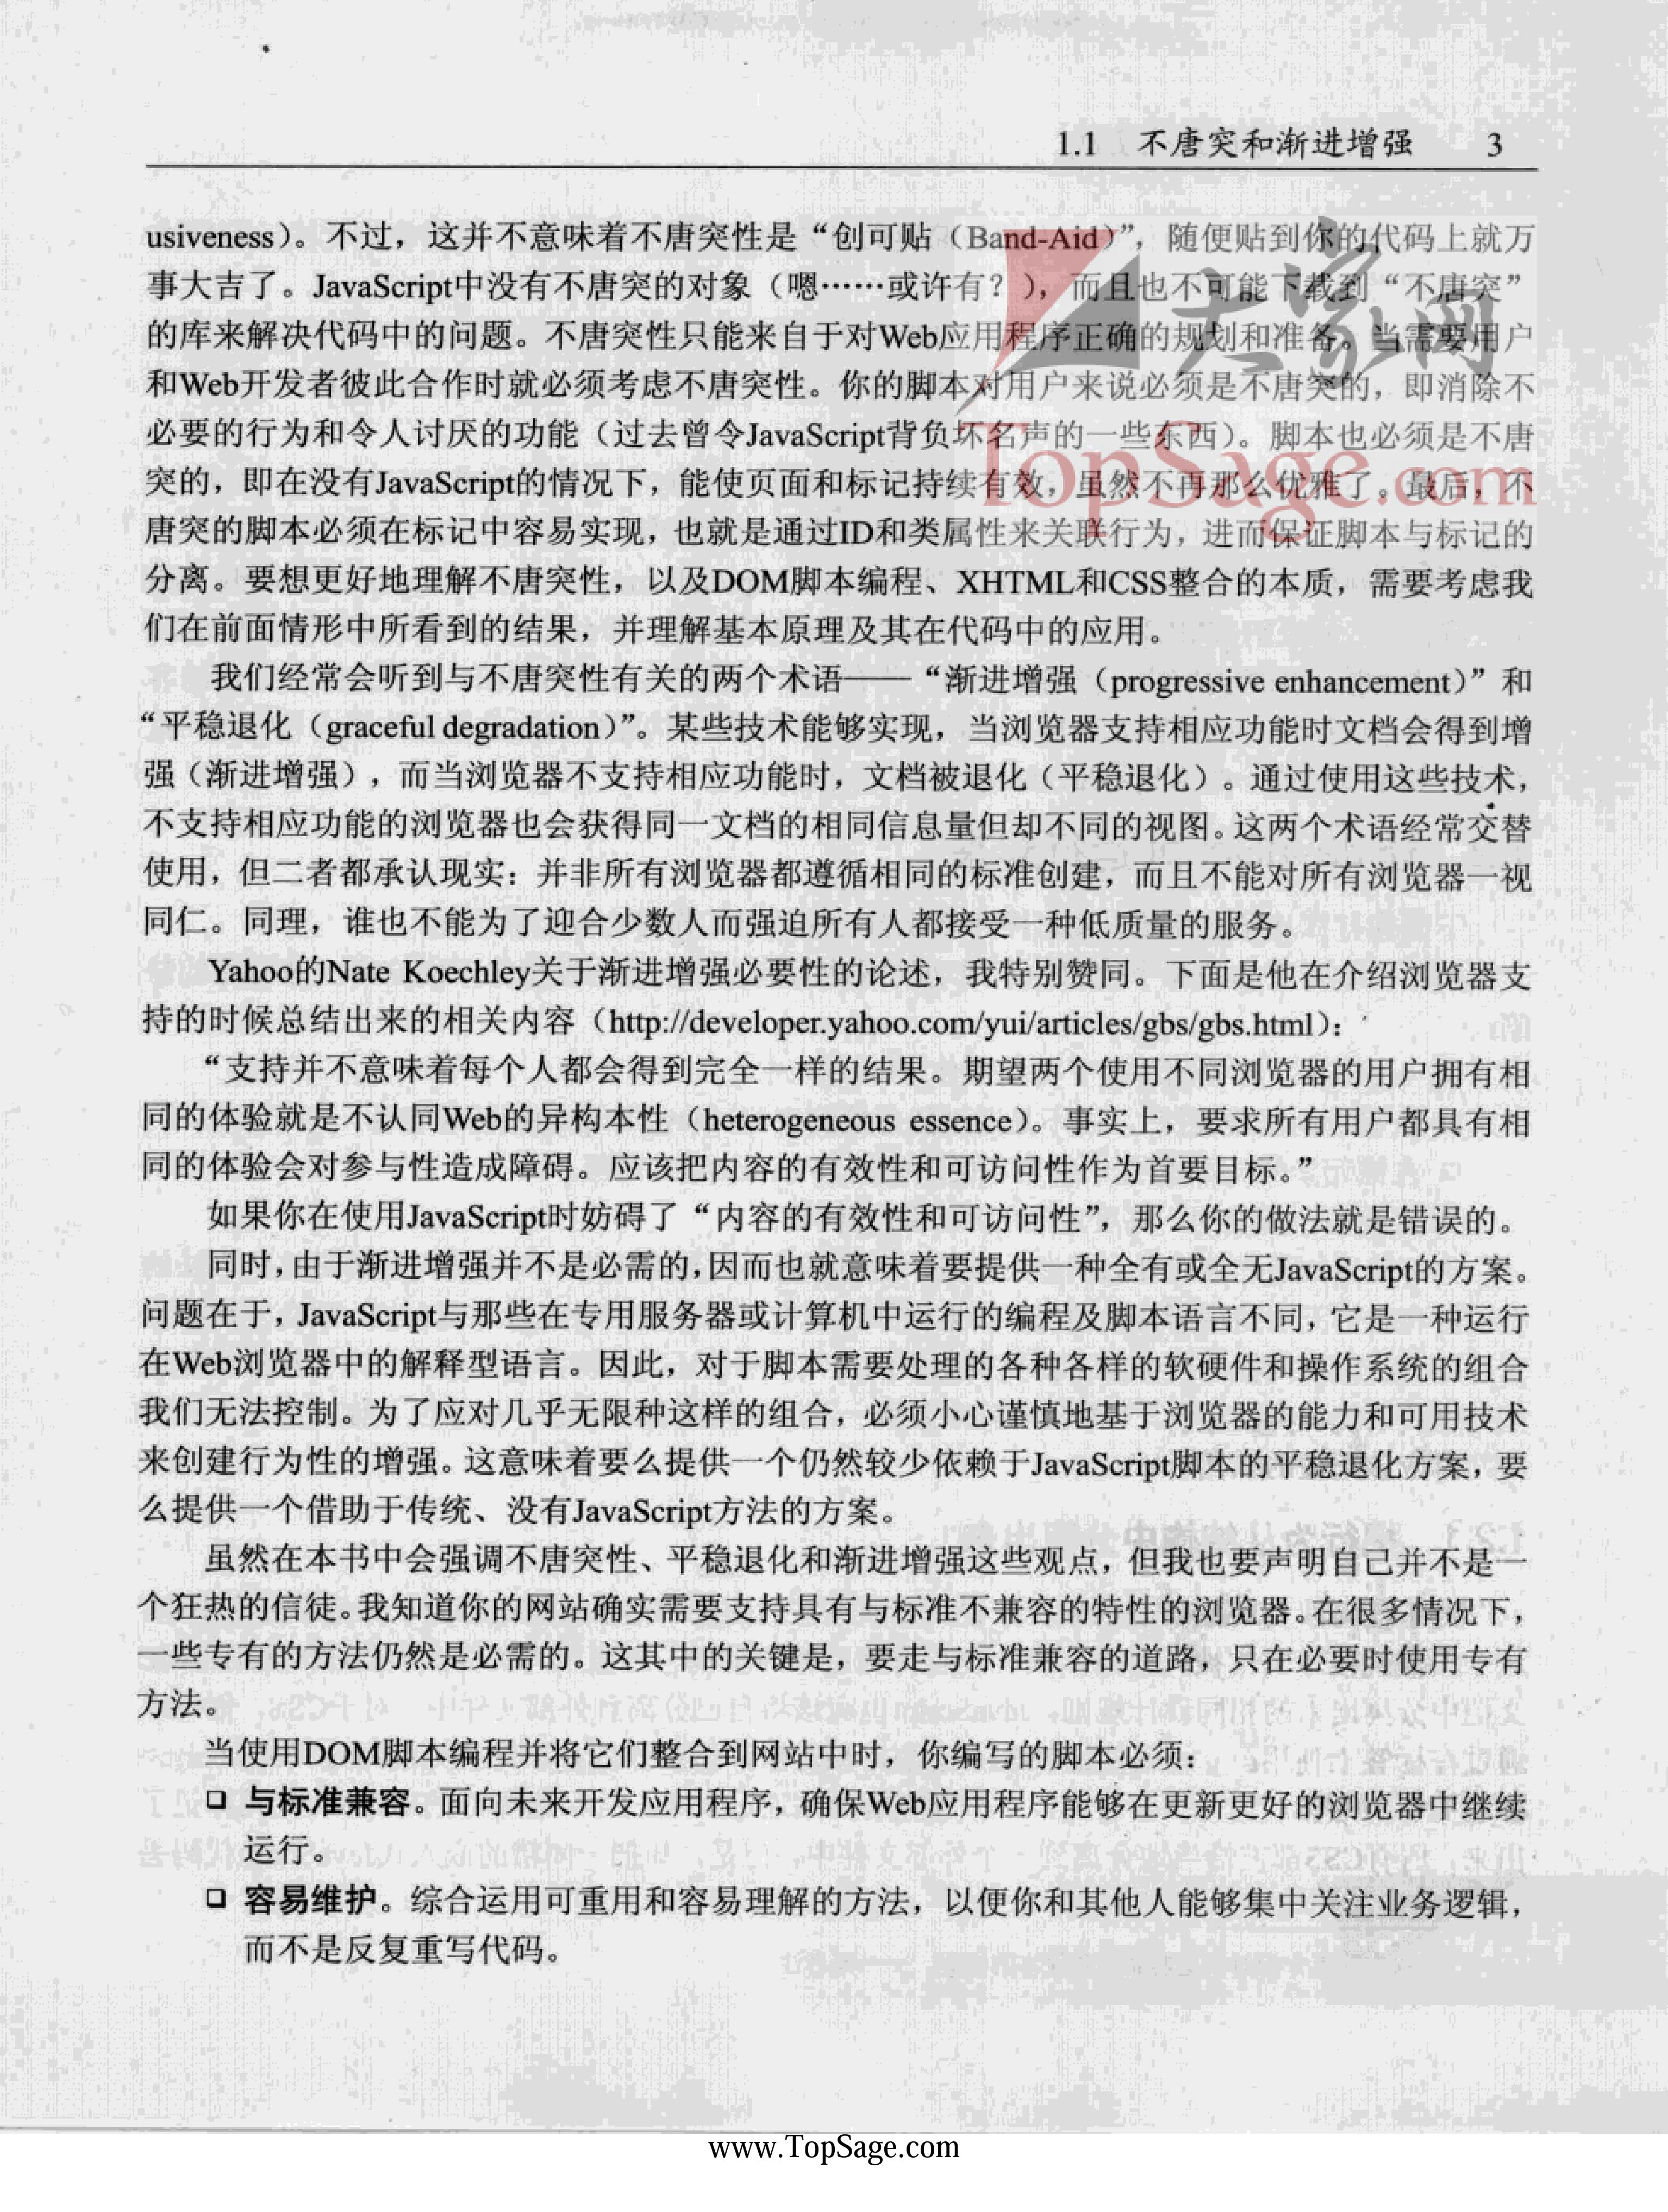 1.1 不唐突和渐进增强 3
usiveness）。不过，这并不意味着不唐突性是“创可贴（Band-Aid）”，随便贴到你的代码上就万
事大吉了。JavaScript中没有不唐突的对象（嗯……或许有？），而且也不可能下载到“不唐突”
的库来解决代码中的问题。不唐突性只能来自于对Web应用程序正确的规划和准备。当需要用户
和Web开发者彼此合作时就必须考虑不唐突性。你的脚本对用户来说必须是不唐突的，即消除不
必要的行为和令人讨厌的功能（过去曾令JavaScript背负坏名声的一些东西）。脚本也必须是不唐
突的，即在没有JavaScript的情况下，能使页面和标记持续有效，虽然不再那么优雅了。最后，不
唐突的脚本必须在标记中容易实现，也就是通过ID和类属性来关联行为，进而保证脚本与标记的
分离。要想更好地理解不唐突性，以及DOM脚本编程、XHTML和CSS整合的本质，需要考虑我
们在前面情形中所看到的结果，并理解基本原理及其在代码中的应用。
我们经常会听到与不唐突性有关的两个术语——“渐进增强（progressive enhancement）”和
“平稳退化（graceful degradation）”。某些技术能够实现，当浏览器支持相应功能时文档会得到增
强（渐进增强），而当浏览器不支持相应功能时，文档被退化（平稳退化）。通过使用这些技术，
不支持相应功能的浏览器也会获得同一文档的相同信息量但却不同的视图。这两个术语经常交替
使用，但二者都承认现实：并非所有浏览器都遵循相同的标准创建，而且不能对所有浏览器一视
同仁。同理，谁也不能为了迎合少数人而强迫所有人都接受一种低质量的服务。
Yahoo的Nate Koechley关于渐进增强必要性的论述，我特别赞同。下面是他在介绍浏览器支
持的时候总结出来的相关内容（http://developer.yahoo.com/yui/articles/gbs/gbs.html）：
“支持并不意味着每个人都会得到完全一样的结果。期望两个使用不同浏览器的用户拥有相
同的体验就是不认同Web的异构本性（heterogeneous essence）。事实上，要求所有用户都具有相
同的体验会对参与性造成障碍。应该把内容的有效性和可访问性作为首要目标。”
如果你在使用JavaScript时妨碍了“内容的有效性和可访问性”，那么你的做法就是错误的。
同时，由于渐进增强并不是必需的，因而也就意味着要提供一种全有或全无JavaScript的方案。
问题在于，JavaScript与那些在专用服务器或计算机中运行的编程及脚本语言不同，它是一种运行
在Web浏览器中的解释型语言。因此，对于脚本需要处理的各种各样的软硬件和操作系统的组合
我们无法控制。为了应对几乎无限种这样的组合，必须小心谨慎地基于浏览器的能力和可用技术
来创建行为性的增强。这意味着要么提供一个仍然较少依赖于JavaScript脚本的平稳退化方案，要
么提供一个借助于传统、没有JavaScript方法的方案。
虽然在本书中会强调不唐突性、平稳退化和渐进增强这些观点，但我也要声明自己并不是一
个狂热的信徒。我知道你的网站确实需要支持具有与标准不兼容的特性的浏览器。在很多情况下，
一些专有的方法仍然是必需的。这其中的关键是，要走与标准兼容的道路，只在必要时使用专有
方法。
当使用DOM脚本编程并将它们整合到网站中时，你编写的脚本必须：
❑ 与标准兼容。面向未来开发应用程序，确保Web应用程序能够在更新更好的浏览器中继续
运行。
❑ 容易维护。综合运用可重用和容易理解的方法，以便你和其他人能够集中关注业务逻辑，
而不是反复重写代码。
大家网
TopSage.com
www.TopSage.com